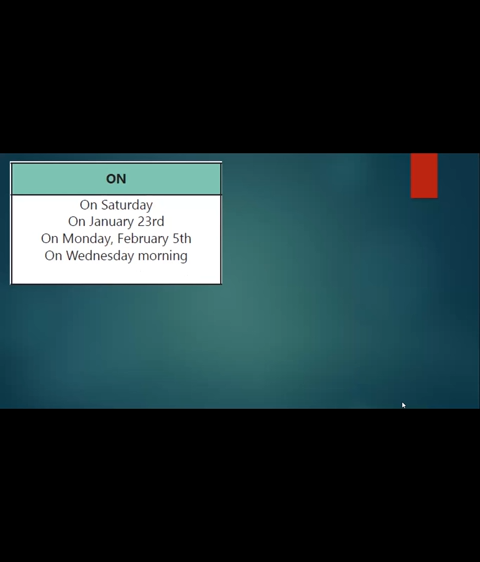 ON
On Saturday
On January 23rd
On Monday, February 5th
On Wednesday morning